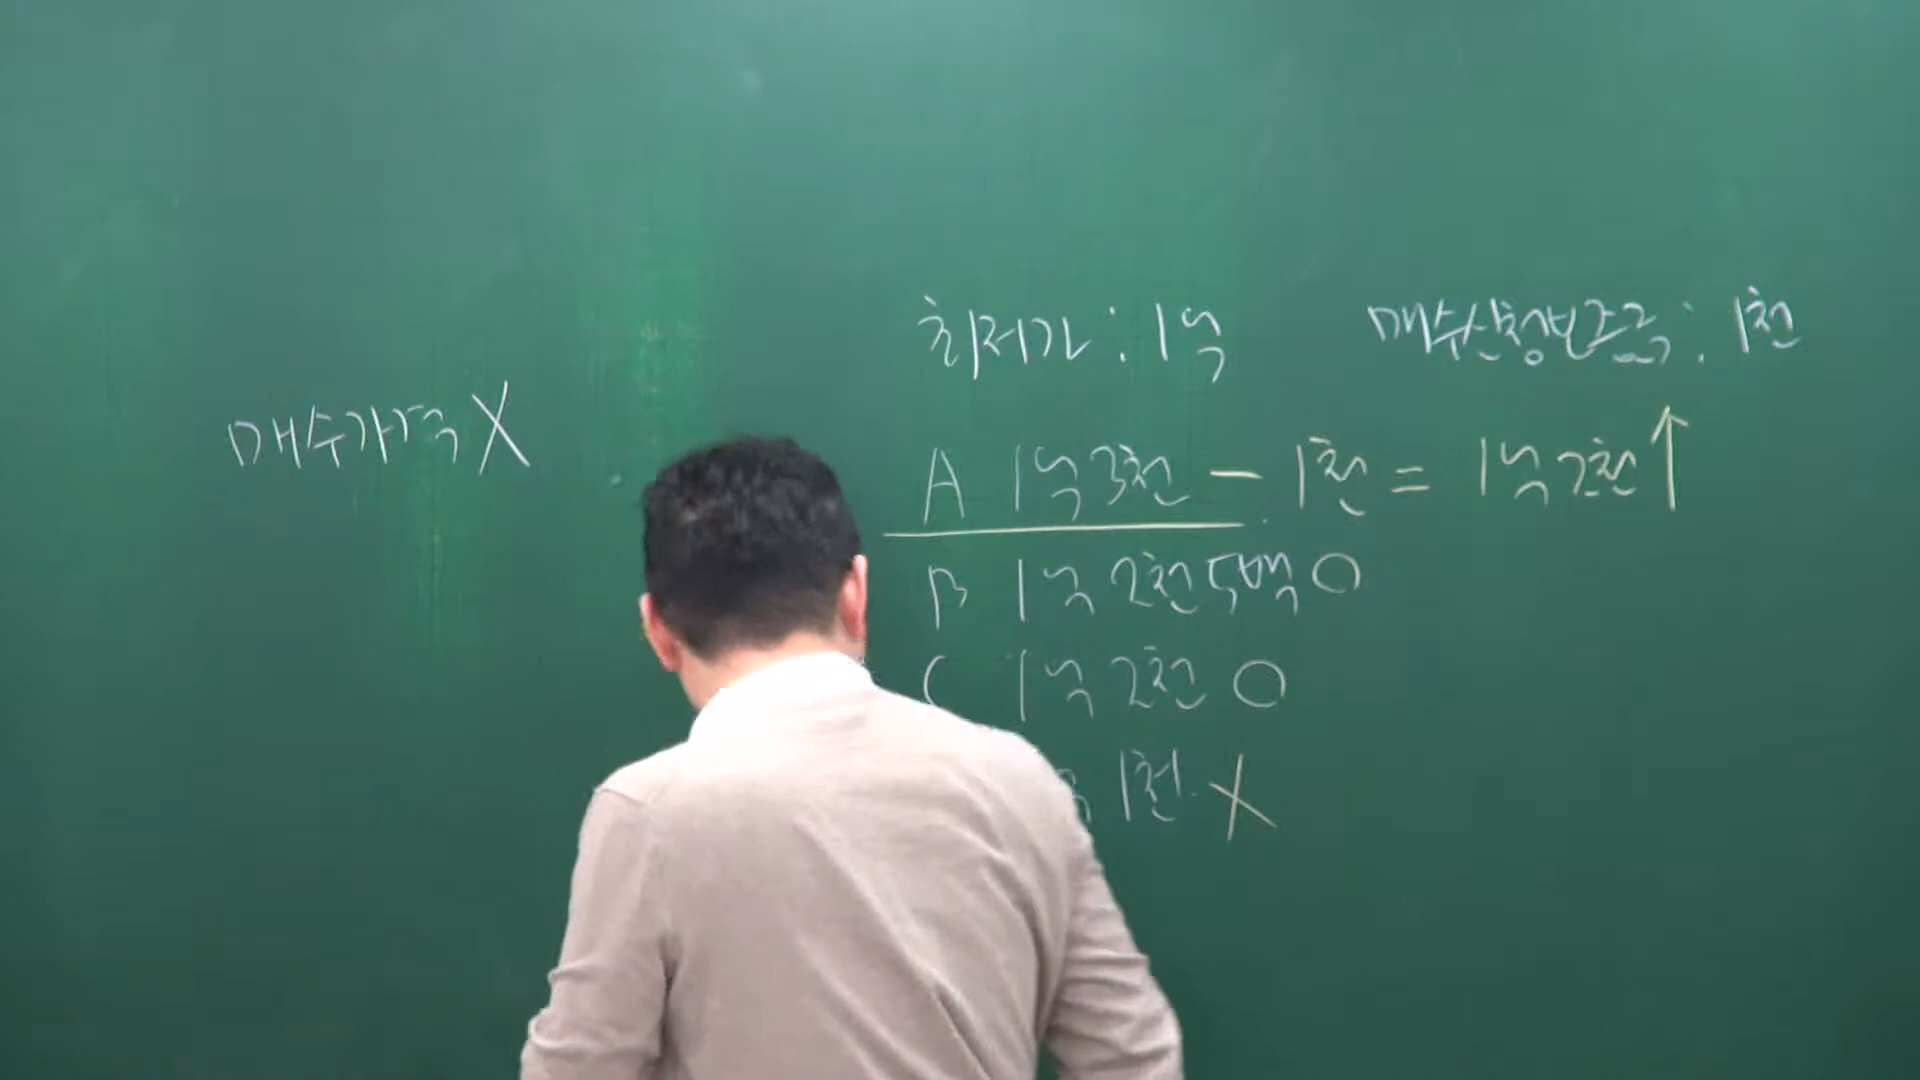 최저가 : 1억 매수신청보증금 : 1천
매수가격 X
A 1억3천 - 1천 = 1억2천 ↑
B 1억 2천5백 O
C 1억 2천 O
억 1천 X